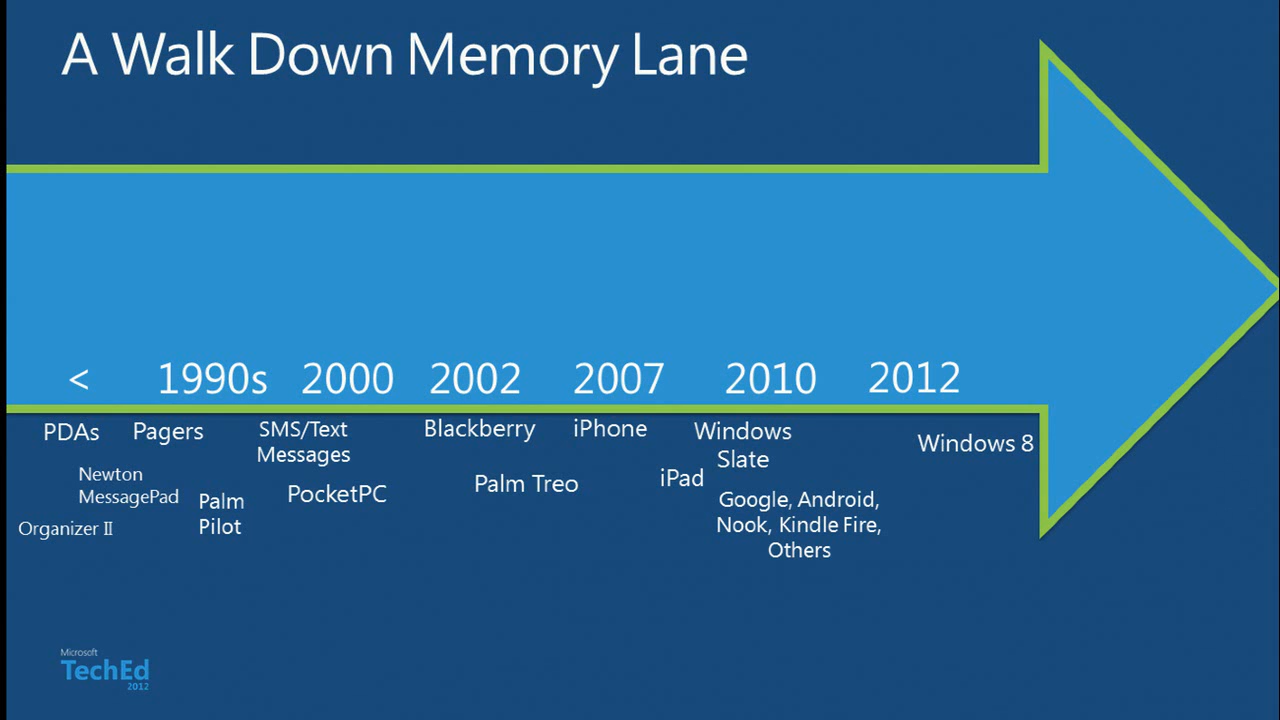 A Walk Down Memory Lane
<
1990s
2000
2002
2007
2010
2012
PDAs
Newton
MessagePad
Organizer II
Pagers
Palm
Pilot
SMS/Text
Messages
PocketPC
Blackberry
Palm Treo
iPhone
iPad
Windows
Slate
Google, Android,
Nook, Kindle Fire,
Others
Windows 8
Microsoft
TechEd
2012